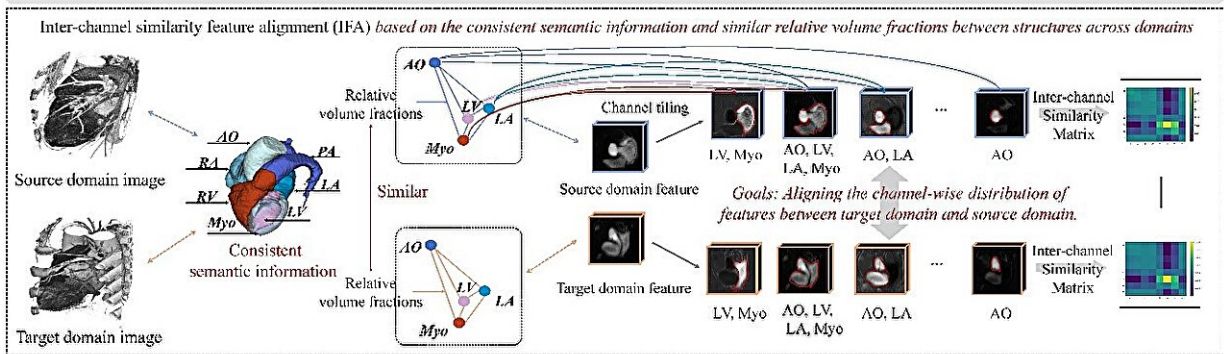 Inter-channel similarity feature alignment (IFA) based on the consistent semantic information and similar relative volume fractions between structures across domains
Source domain image
Target domain image
AO
RA
RV
Myo
PA
LA
LV
Consistent
semantic information
AO
LV
LA
Myo
Relative
volume fractions
Similar
Relative
volume fractions
AO
LV
LA
Myo
Channel tilling
Source domain feature
Target domain feature
LV, Myo
AO, LV,
LA, Myo
AO, LA
...
AO
Inter-channel
Similarity
Matrix
Goals: Aligning the channel-wise distribution of
features between target domain and source domain.
LV, Myo
AO, LV,
LA, Myo
AO, LA
...
AO
Inter-channel
Similarity
Matrix